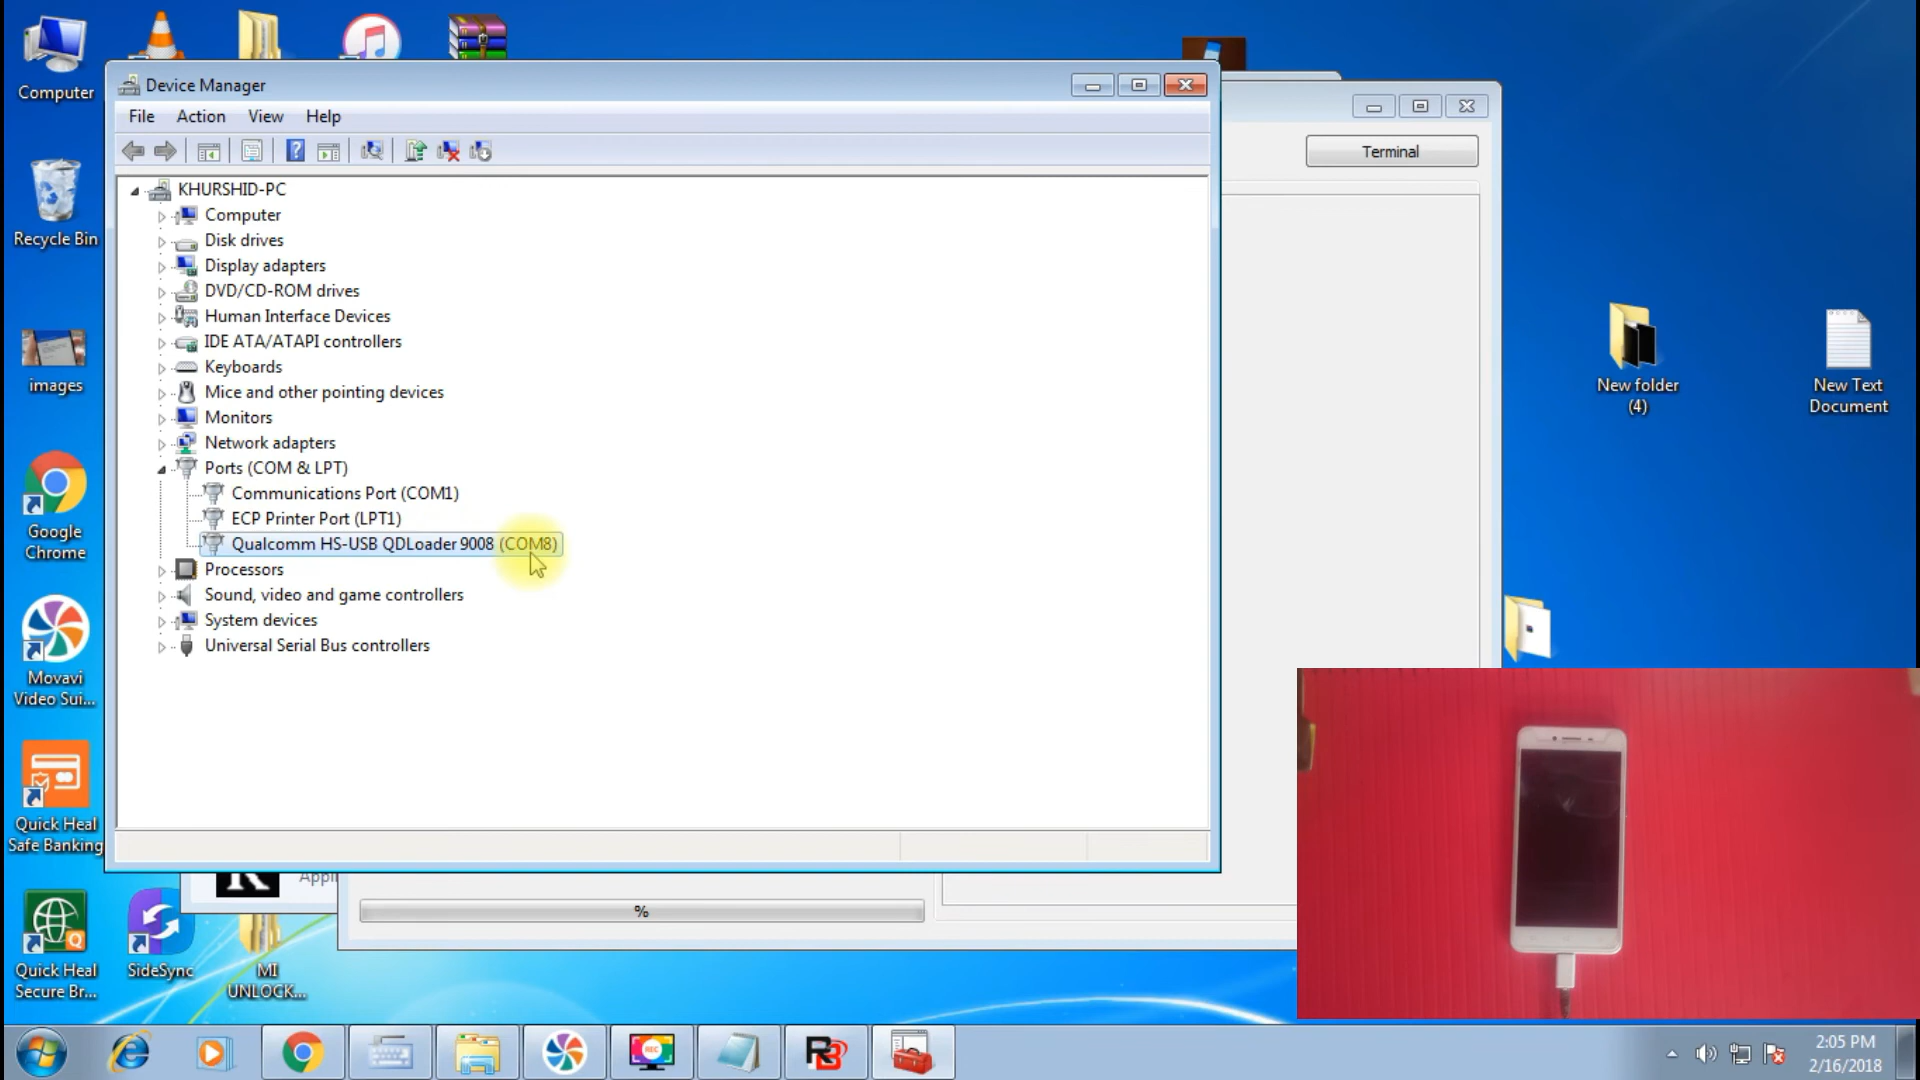 Computer
Recycle Bin
images
Google
Chrome
Movavi
Video Sui...
Quick Heal
Safe Banking
Quick Heal
Secure Br...
SideSync
MI
UNLOCK...
Device Manager
File Action View Help
KHURSHID-PC
Computer
Disk drives
Display adapters
DVD/CD-ROM drives
Human Interface Devices
IDE ATA/ATAPI controllers
Keyboards
Mice and other pointing devices
Monitors
Network adapters
Ports (COM & LPT)
Communications Port (COM1)
ECP Printer Port (LPT1)
Qualcomm HS-USB QDLoader 9008 (COM8)
Processors
Sound, video and game controllers
System devices
Universal Serial Bus controllers
Terminal
Appli
%
New folder
(4)
New Text
Document
REC
2:05 PM
2/16/2018